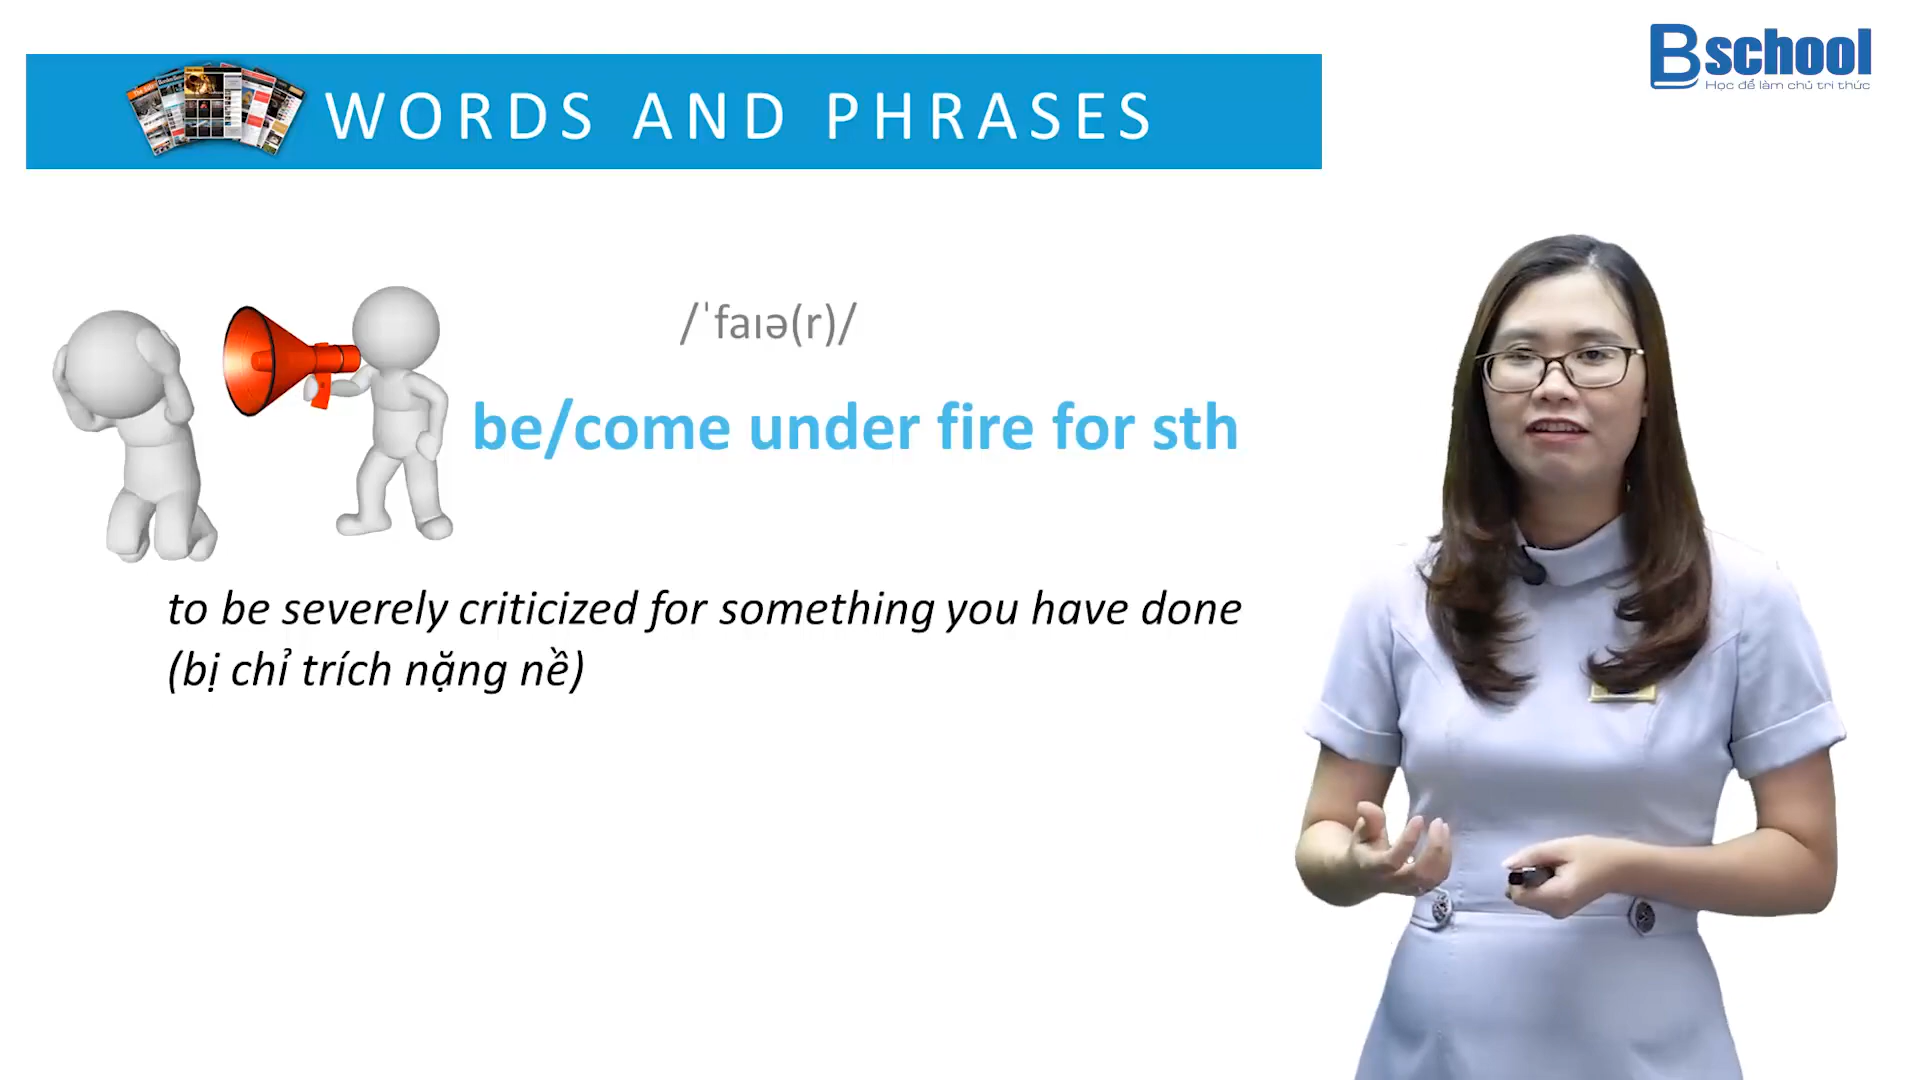 Bschool
Học để làm chủ tri thức
WORDS AND PHRASES
/ˈfaɪə(r)/
be/come under fire for sth
to be severely criticized for something you have done
(bị chỉ trích nặng nề)